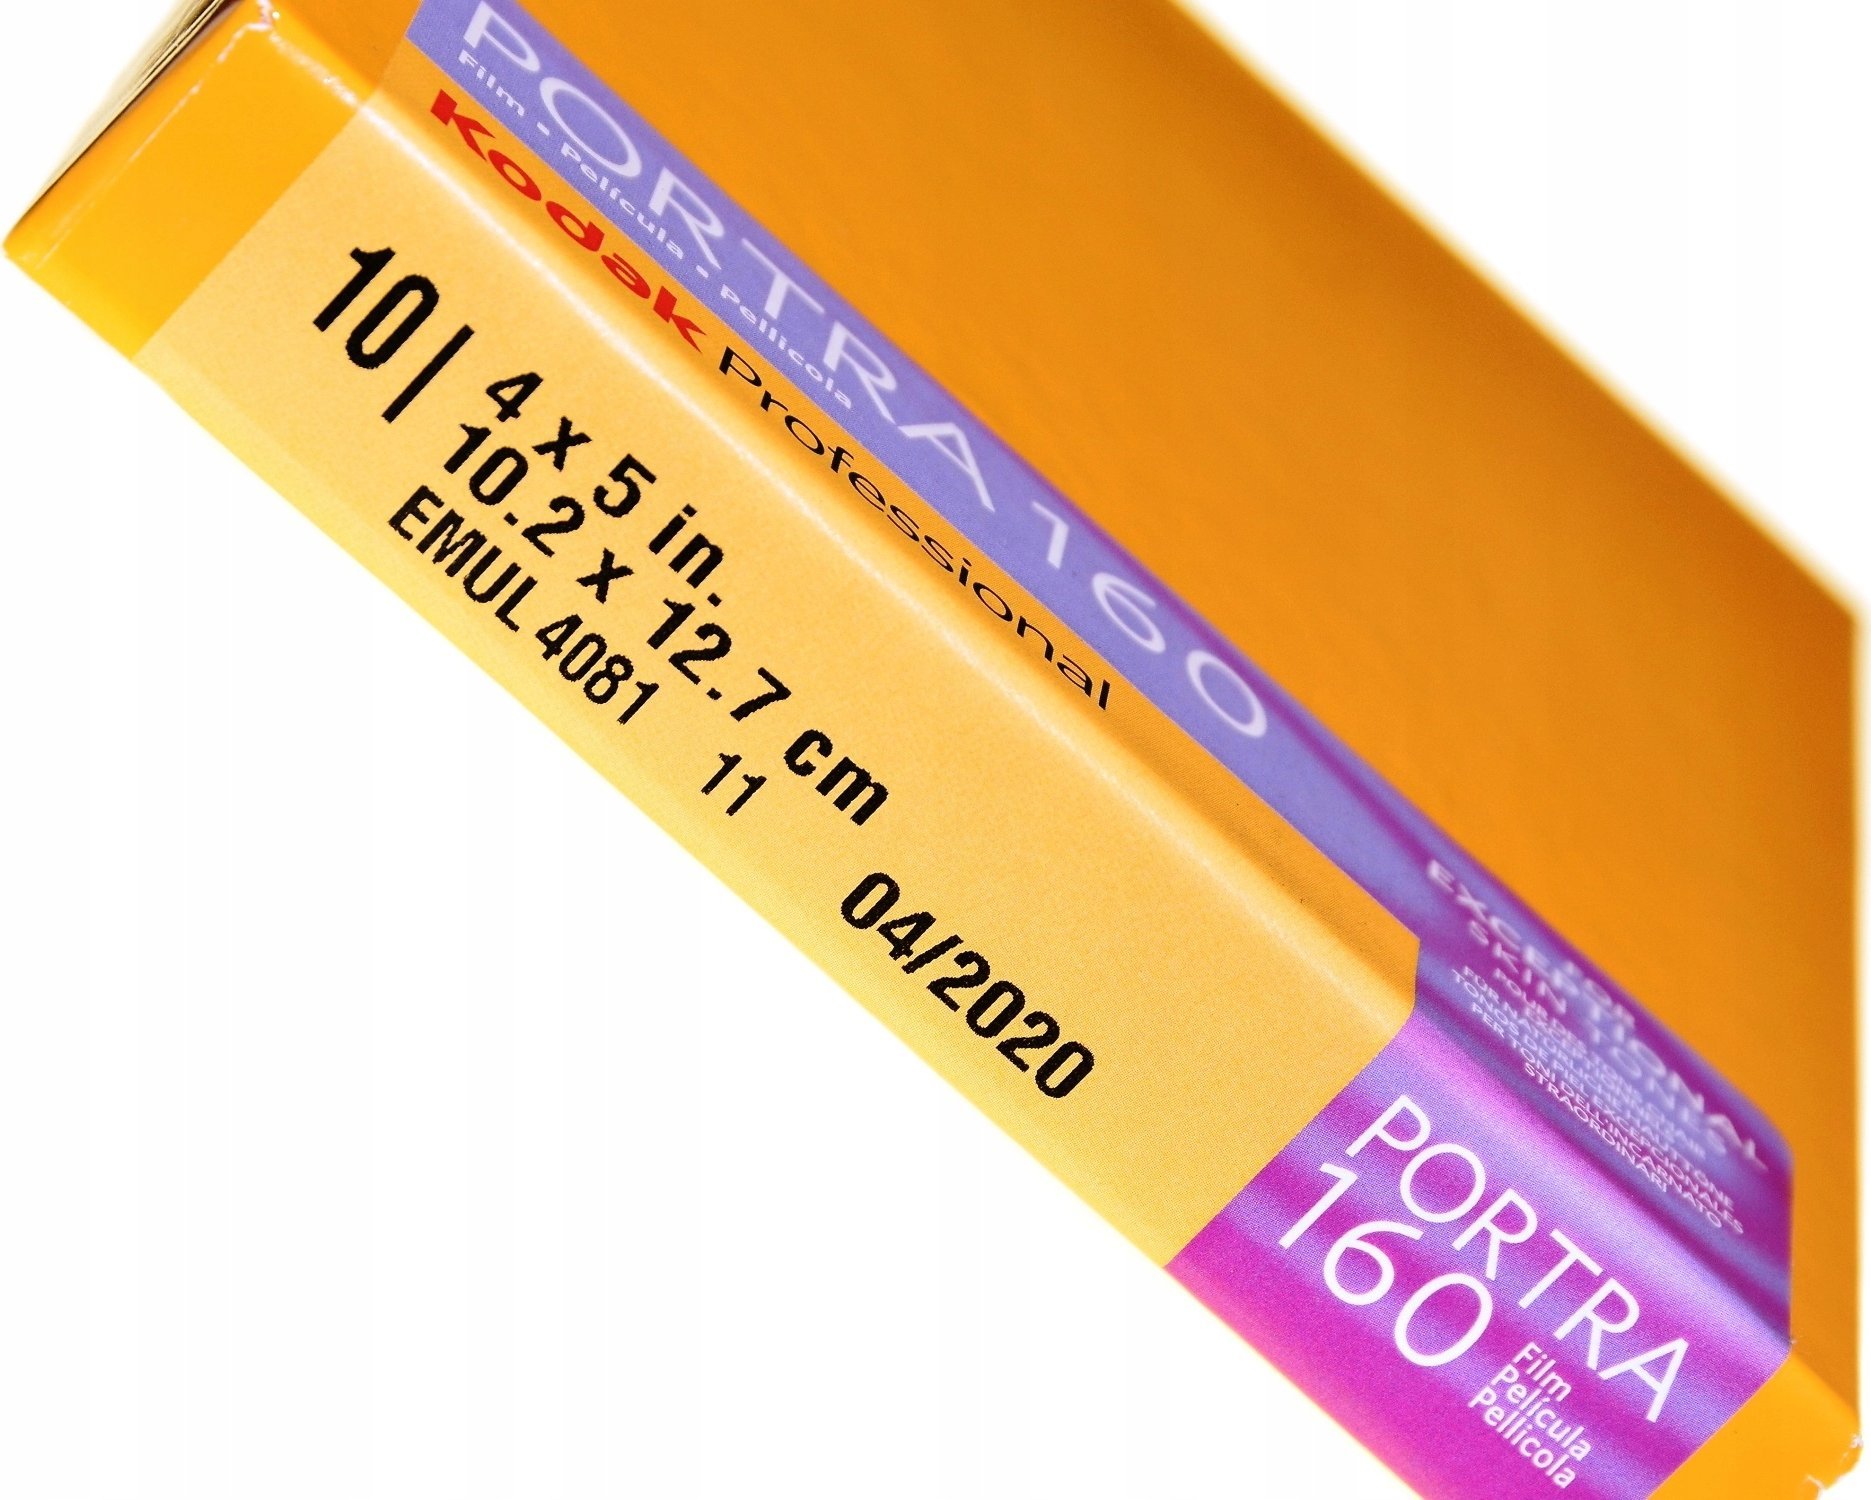 PORTRA 160
Film - Película - Pellicola
Kodak Professional
10 | 4 x 5 in.
10.2 x 12.7 cm
EMUL 4081 11 04/2020
EXCEPTIONAL
SKIN TONES
PORTRA
160
Film
Película
Pellicola